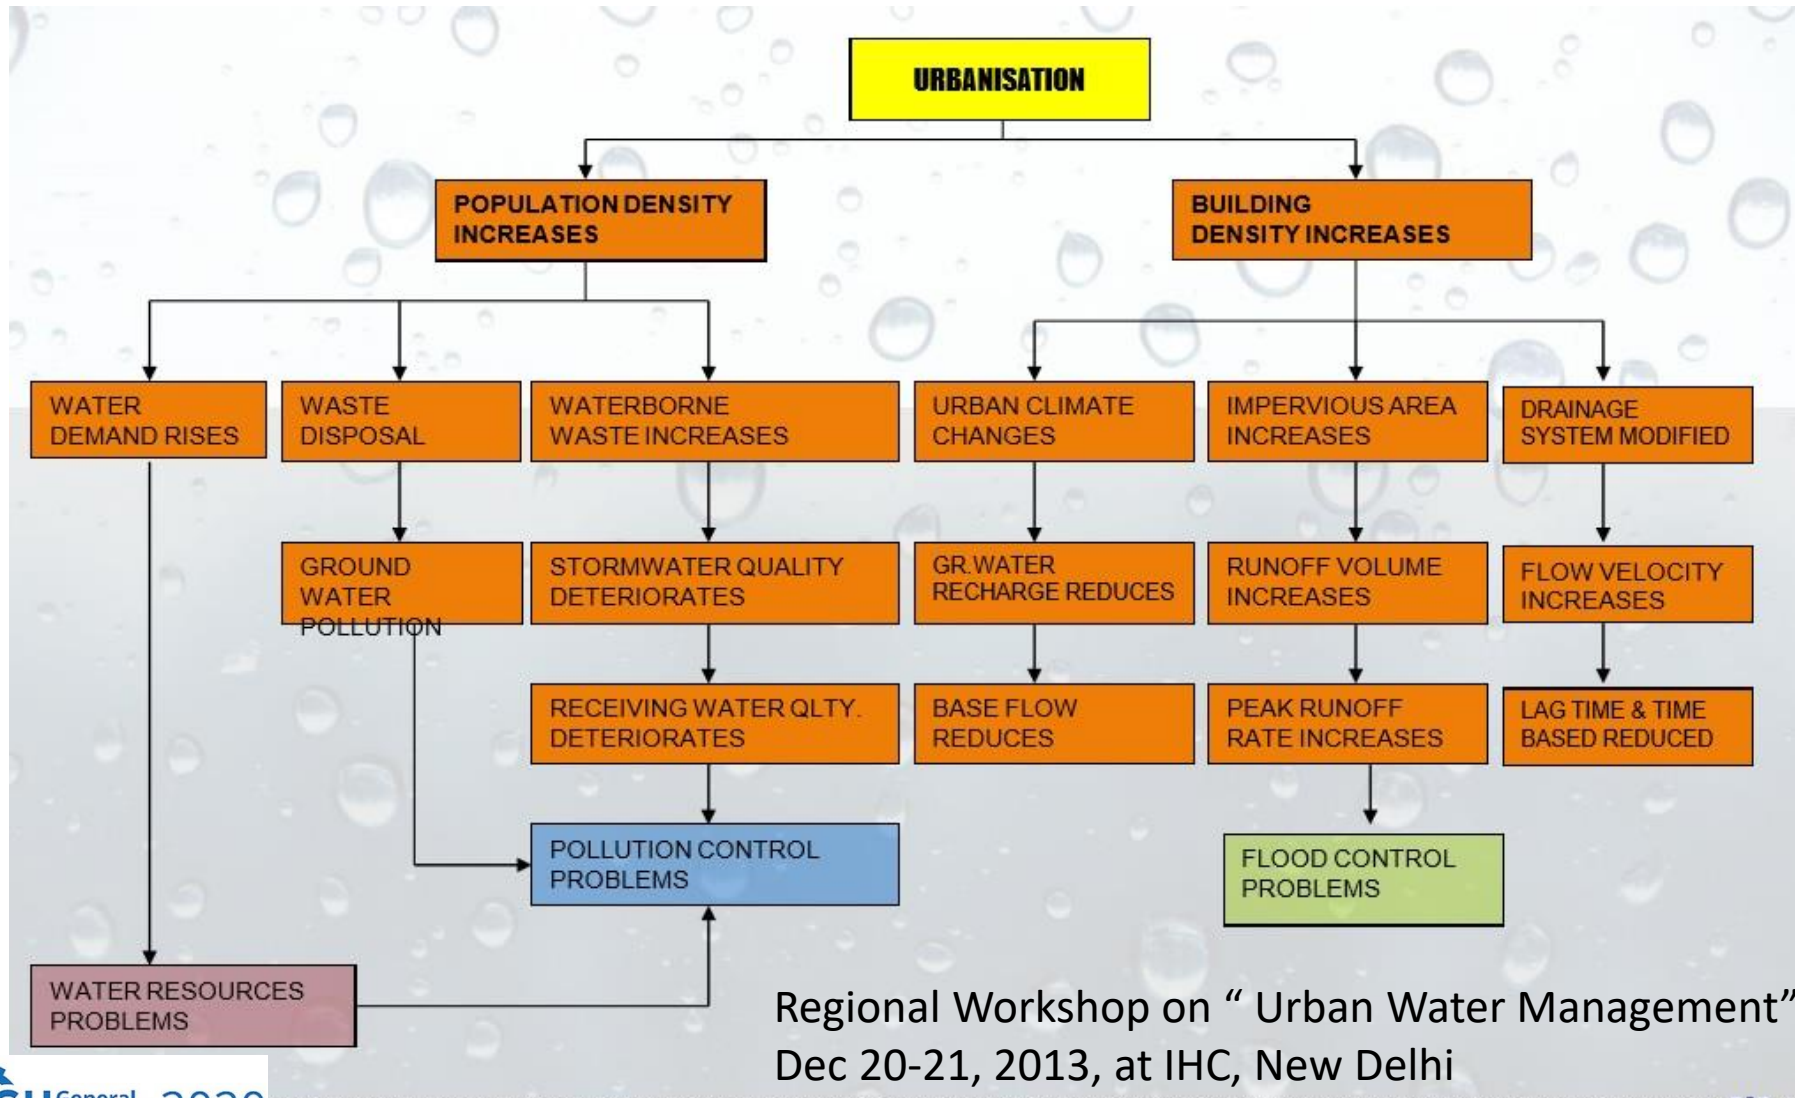 URBANISATION
POPULATION DENSITY
INCREASES
BUILDING
DENSITY INCREASES
WATER
DEMAND RISES
WASTE
DISPOSAL
WATERBORNE
WASTE INCREASES
URBAN CLIMATE
CHANGES
IMPERVIOUS AREA
INCREASES
DRAINAGE
SYSTEM MODIFIED
GROUND
WATER
POLLUTION
STORMWATER QUALITY
DETERIORATES
GR.WATER
RECHARGE REDUCES
RUNOFF VOLUME
INCREASES
FLOW VELOCITY
INCREASES
RECEIVING WATER QLTY.
DETERIORATES
BASE FLOW
REDUCES
PEAK RUNOFF
RATE INCREASES
LAG TIME & TIME
BASED REDUCED
POLLUTION CONTROL
PROBLEMS
FLOOD CONTROL
PROBLEMS
WATER RESOURCES
PROBLEMS
Regional Workshop on “ Urban Water Management”
Dec 20-21, 2013, at IHC, New Delhi
General